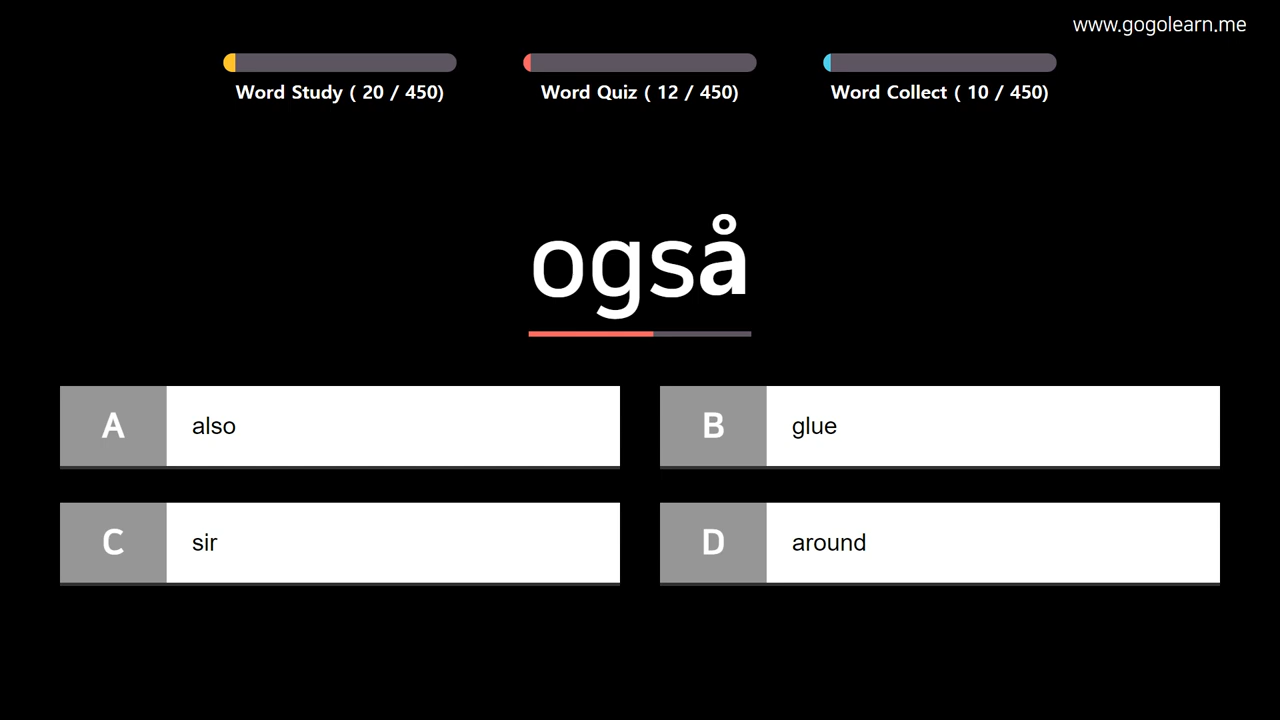 www.gogolearn.me
Word Study ( 20 / 450)
Word Quiz ( 12 / 450)
Word Collect ( 10 / 450)
også
A also
B glue
C sir
D around